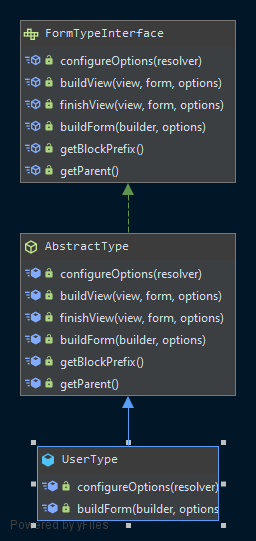 FormTypeInterface
configureOptions(resolver)
buildView(view, form, options)
finishView(view, form, options)
buildForm(builder, options)
getBlockPrefix()
getParent()
AbstractType
configureOptions(resolver)
buildView(view, form, options)
finishView(view, form, options)
buildForm(builder, options)
getBlockPrefix()
getParent()
UserType
configureOptions(resolver)
buildForm(builder, options
Powered by yFiles